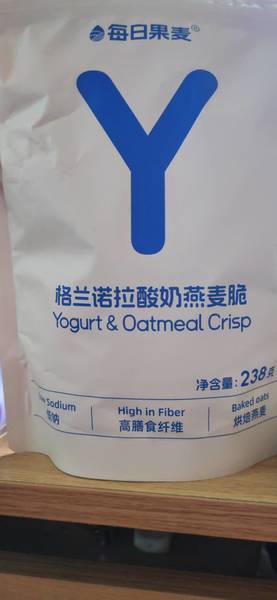 每日果麦®
Y
格兰诺拉酸奶燕麦脆
Yogurt & Oatmeal Crisp
净含量:238克
Sodium
High in Fiber
Baked oats
低钠
高膳食纤维
烘焙燕麦